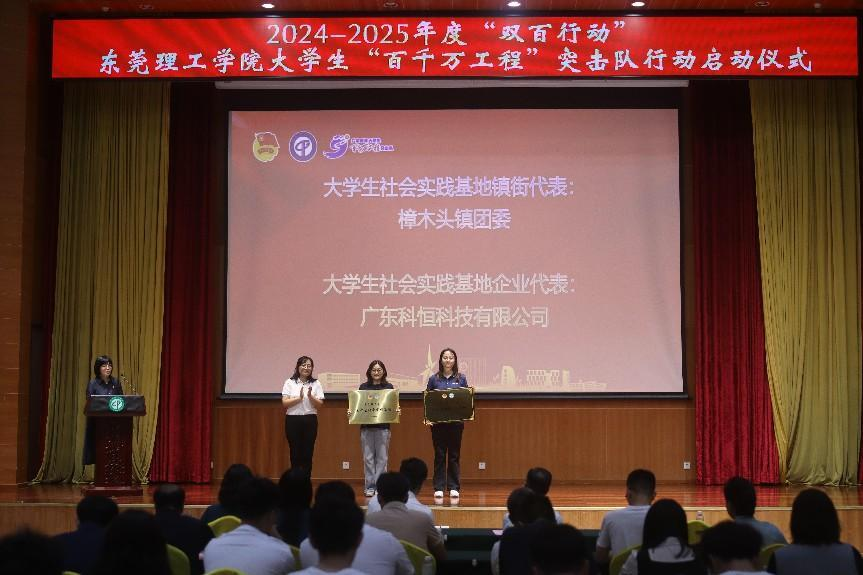 2024-2025年度“双百行动”
东莞理工学院大学生“百千万工程”突击队行动启动仪式
大学生社会实践基地镇街代表：
樟木头镇团委
大学生社会实践基地企业代表：
广东科恒科技有限公司